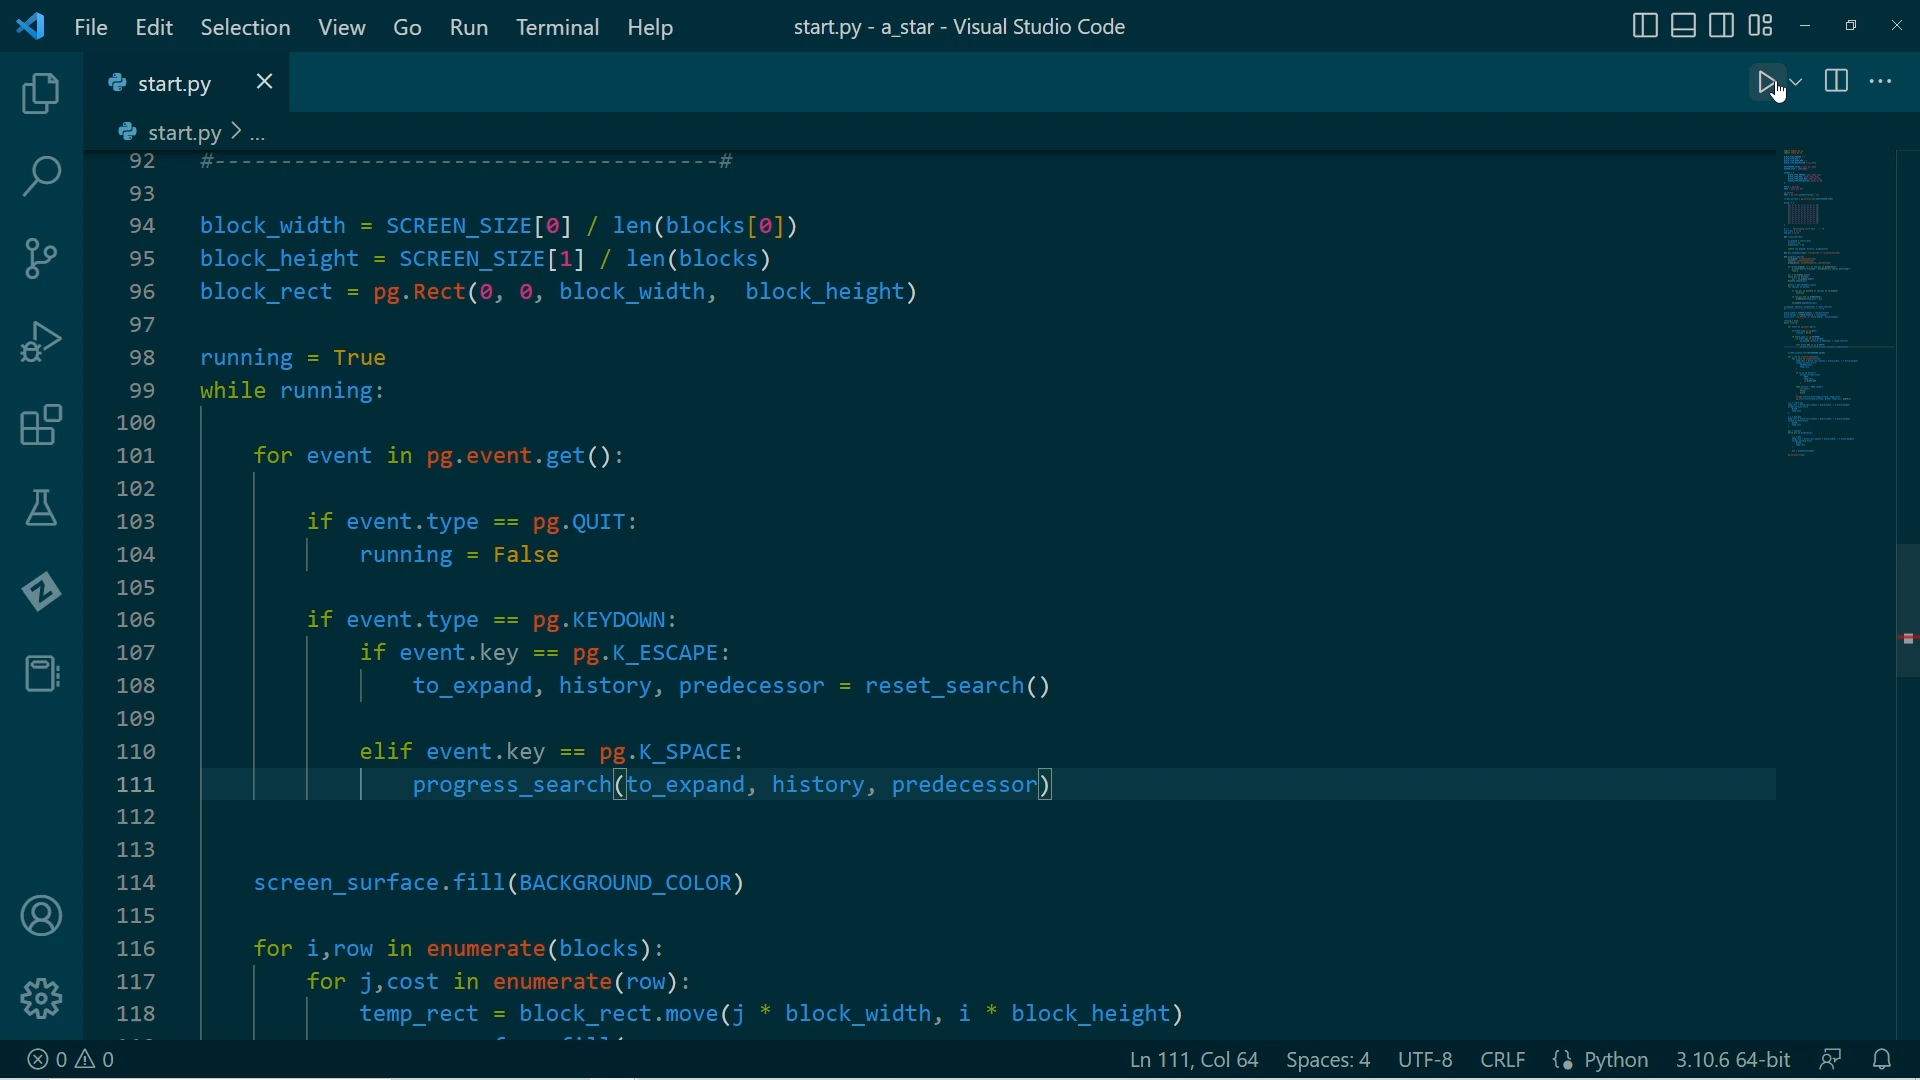 File Edit Selection View Go Run Terminal Help start.py - a_star - Visual Studio Code
start.py
start.py > ...
92 #--------------------------------------#
93
94 block_width = SCREEN_SIZE[0] / len(blocks[0])
95 block_height = SCREEN_SIZE[1] / len(blocks)
96 block_rect = pg.Rect(0, 0, block_width,  block_height)
97
98 running = True
99 while running:
100
101     for event in pg.event.get():
102
103         if event.type == pg.QUIT:
104             running = False
105
106         if event.type == pg.KEYDOWN:
107             if event.key == pg.K_ESCAPE:
108                 to_expand, history, predecessor = reset_search()
109
110             elif event.key == pg.K_SPACE:
111                 progress_search(to_expand, history, predecessor)
112
113
114     screen_surface.fill(BACKGROUND_COLOR)
115
116     for i,row in enumerate(blocks):
117         for j,cost in enumerate(row):
118             temp_rect = block_rect.move(j * block_width, i * block_height)
0 0 Ln 111, Col 64 Spaces: 4 UTF-8 CRLF Python 3.10.6 64-bit